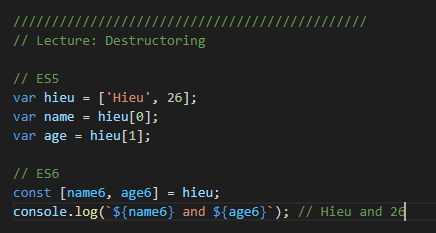 ///////////////////////////////////////////////
// Lecture: Destructoring
// ES5
var hieu = ['Hieu', 26];
var name = hieu[0];
var age = hieu[1];
// ES6
const [name6, age6] = hieu;
console.log(`${name6} and ${age6}`); // Hieu and 26